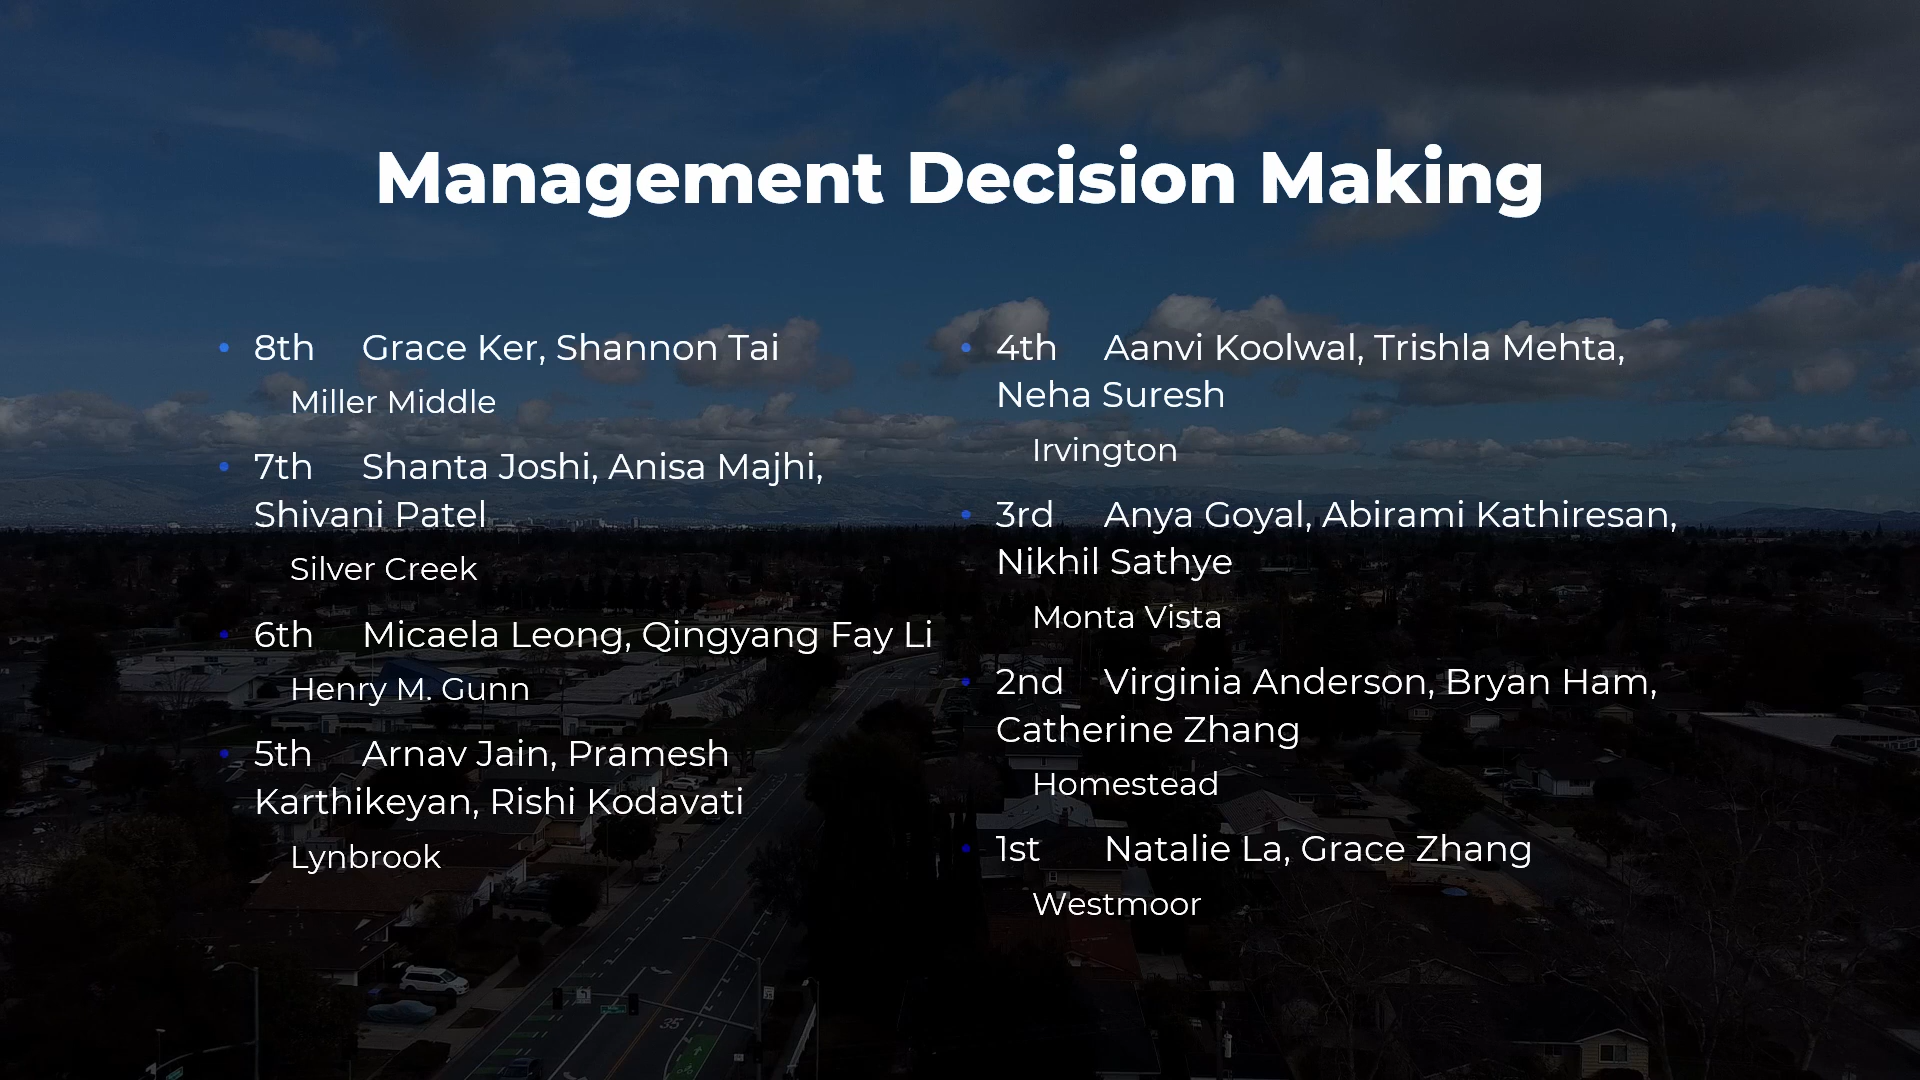 Management Decision Making
• 8th Grace Ker, Shannon Tai
Miller Middle
• 7th Shanta Joshi, Anisa Majhi,
Shivani Patel
Silver Creek
• 6th Micaela Leong, Qingyang Fay Li
Henry M. Gunn
• 5th Arnav Jain, Pramesh
Karthikeyan, Rishi Kodavati
Lynbrook
• 4th Aanvi Koolwal, Trishla Mehta,
Neha Suresh
Irvington
• 3rd Anya Goyal, Abirami Kathiresan,
Nikhil Sathye
Monta Vista
• 2nd Virginia Anderson, Bryan Ham,
Catherine Zhang
Homestead
• 1st Natalie La, Grace Zhang
Westmoor
35